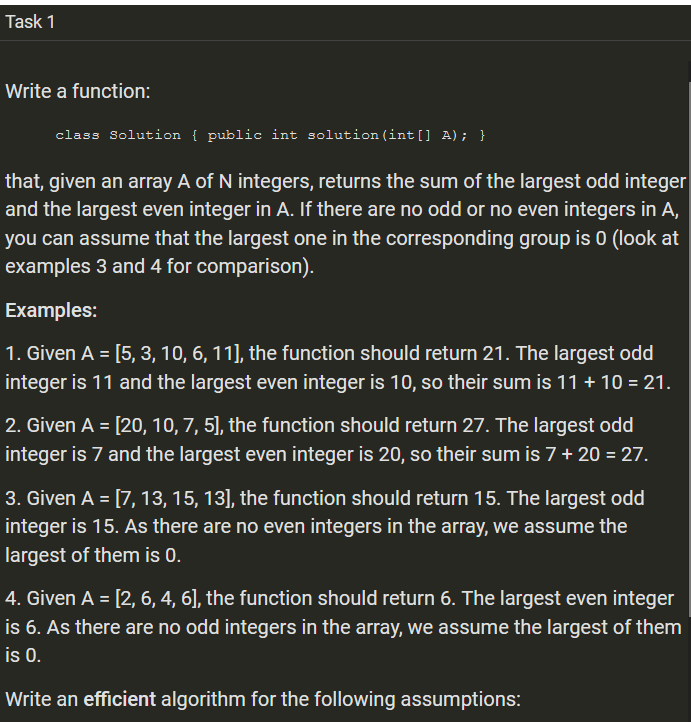 Task 1
Write a function:
class Solution { public int solution(int[] A); }
that, given an array A of N integers, returns the sum of the largest odd integer
and the largest even integer in A. If there are no odd or no even integers in A,
you can assume that the largest one in the corresponding group is 0 (look at
examples 3 and 4 for comparison).
Examples:
1. Given A = [5, 3, 10, 6, 11], the function should return 21. The largest odd
integer is 11 and the largest even integer is 10, so their sum is 11 + 10 = 21.
2. Given A = [20, 10, 7, 5], the function should return 27. The largest odd
integer is 7 and the largest even integer is 20, so their sum is 7 + 20 = 27.
3. Given A = [7, 13, 15, 13], the function should return 15. The largest odd
integer is 15. As there are no even integers in the array, we assume the
largest of them is 0.
4. Given A = [2, 6, 4, 6], the function should return 6. The largest even integer
is 6. As there are no odd integers in the array, we assume the largest of them
is 0.
Write an efficient algorithm for the following assumptions: